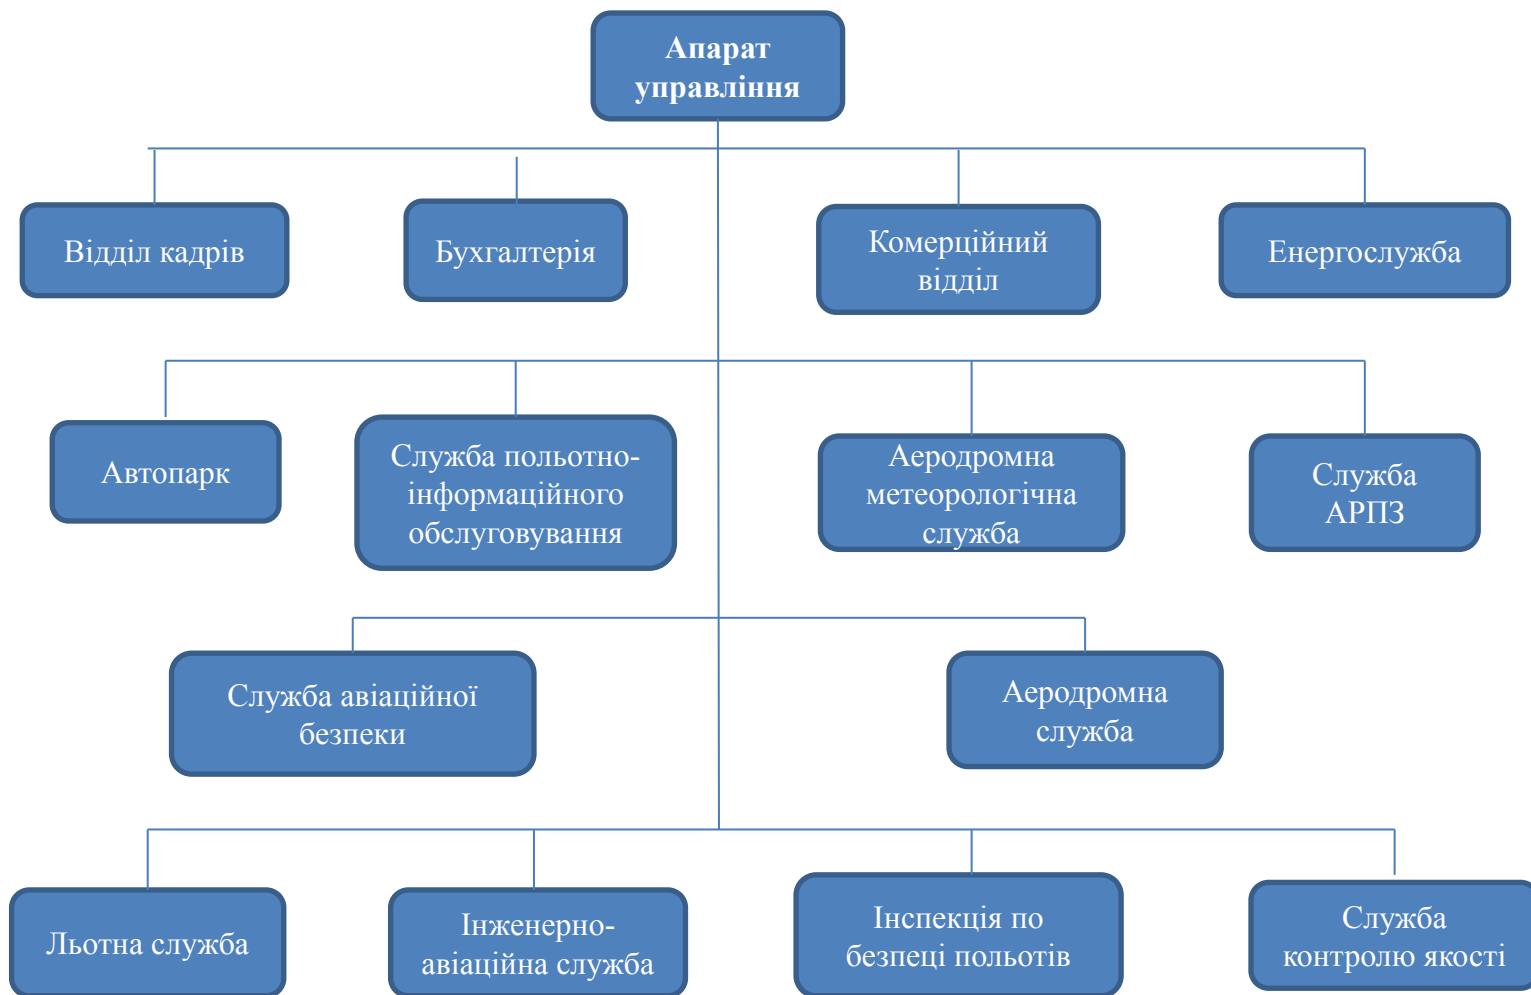 Апарат
управління
Відділ кадрів
Бухгалтерія
Комерційний
відділ
Енергослужба
Автопарк
Служба польотно-
інформаційного
обслуговування
Аеродромна
метеорологічна
служба
Служба
АРПЗ
Служба авіаційної
безпеки
Аеродромна
служба
Льотна служба
Інженерно-
авіаційна служба
Інспекція по
безпеці польотів
Служба
контролю якості